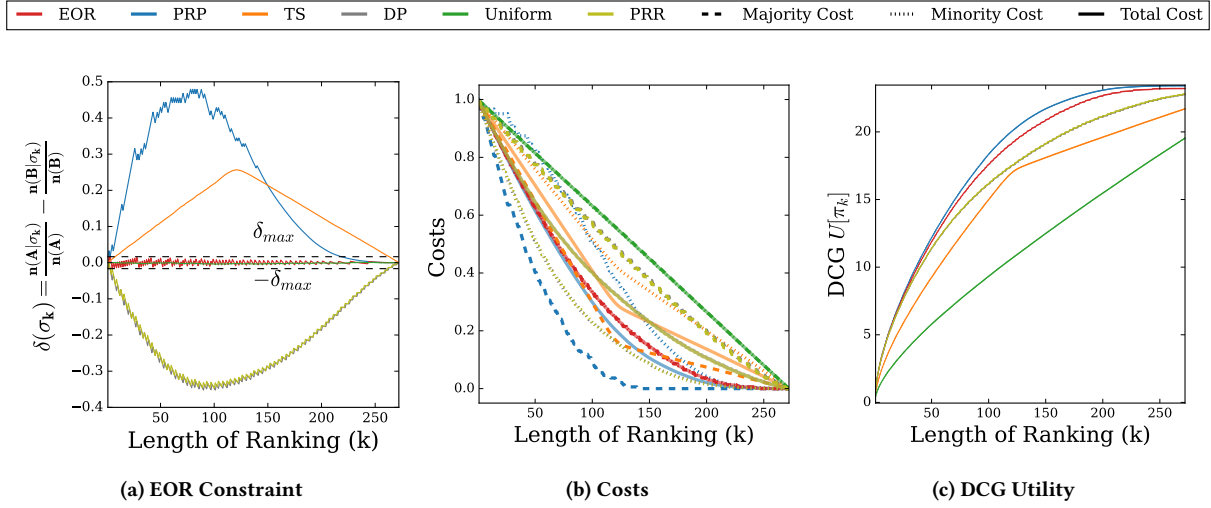 EOR PRP TS DP Uniform PRR Majority Cost Minority Cost Total Cost
0.5
0.4
0.3
0.2
0.1
0.0
−0.1
−0.2
−0.3
−0.4
50 100 150 200 250
δ(σk) = n(A|σk)/n(A) − n(B|σk)/n(B)
δmax
−δmax
Length of Ranking (k)
(a) EOR Constraint
1.0
0.8
0.6
0.4
0.2
0.0
50 100 150 200 250
Costs
Length of Ranking (k)
(b) Costs
20
15
10
5
0
50 100 150 200 250
DCG U[πk]
Length of Ranking (k)
(c) DCG Utility